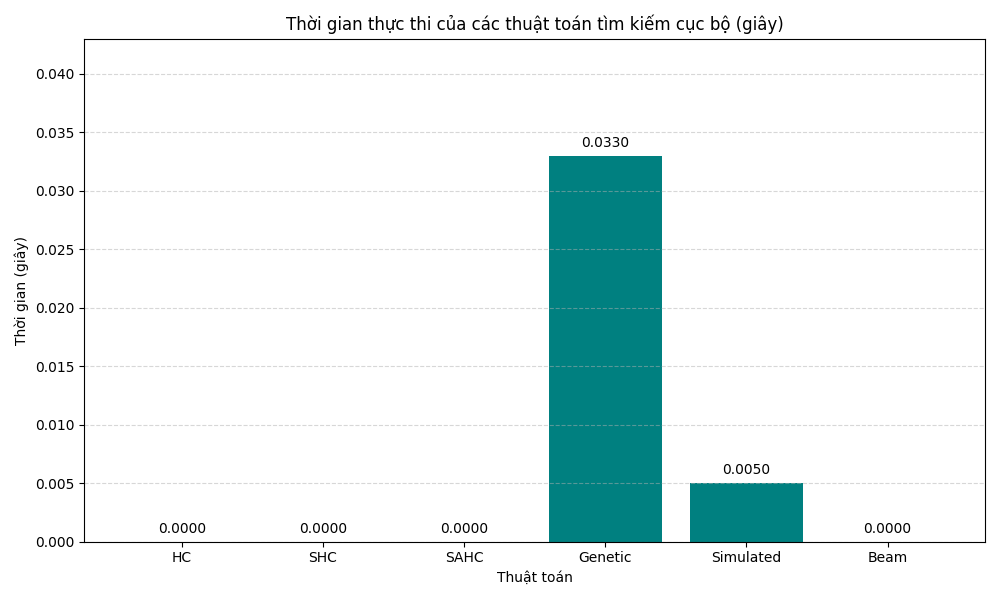 Thời gian thực thi của các thuật toán tìm kiếm cục bộ (giây)
Thời gian (giây)
0.040
0.035
0.030
0.025
0.020
0.015
0.010
0.005
0.000
0.0000
0.0000
0.0000
0.0330
0.0050
0.0000
HC
SHC
SAHC
Genetic
Simulated
Beam
Thuật toán